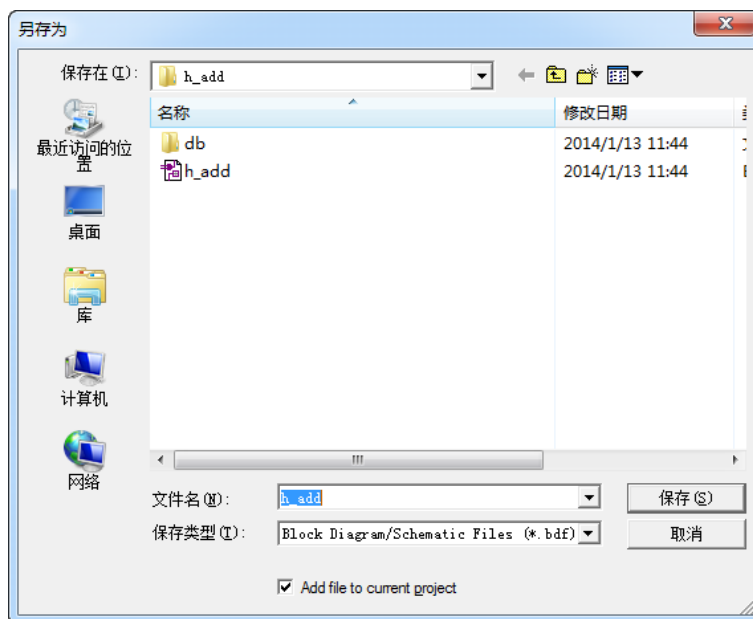 另存为
保存在(I):
h_add
最近访问的位置
桌面
库
计算机
网络
名称
修改日期
db
2014/1/13 11:44
h_add
2014/1/13 11:44
文件名(N):
h_add
保存(S)
保存类型(T):
Block Diagram/Schematic Files (*.bdf)
取消
Add file to current project